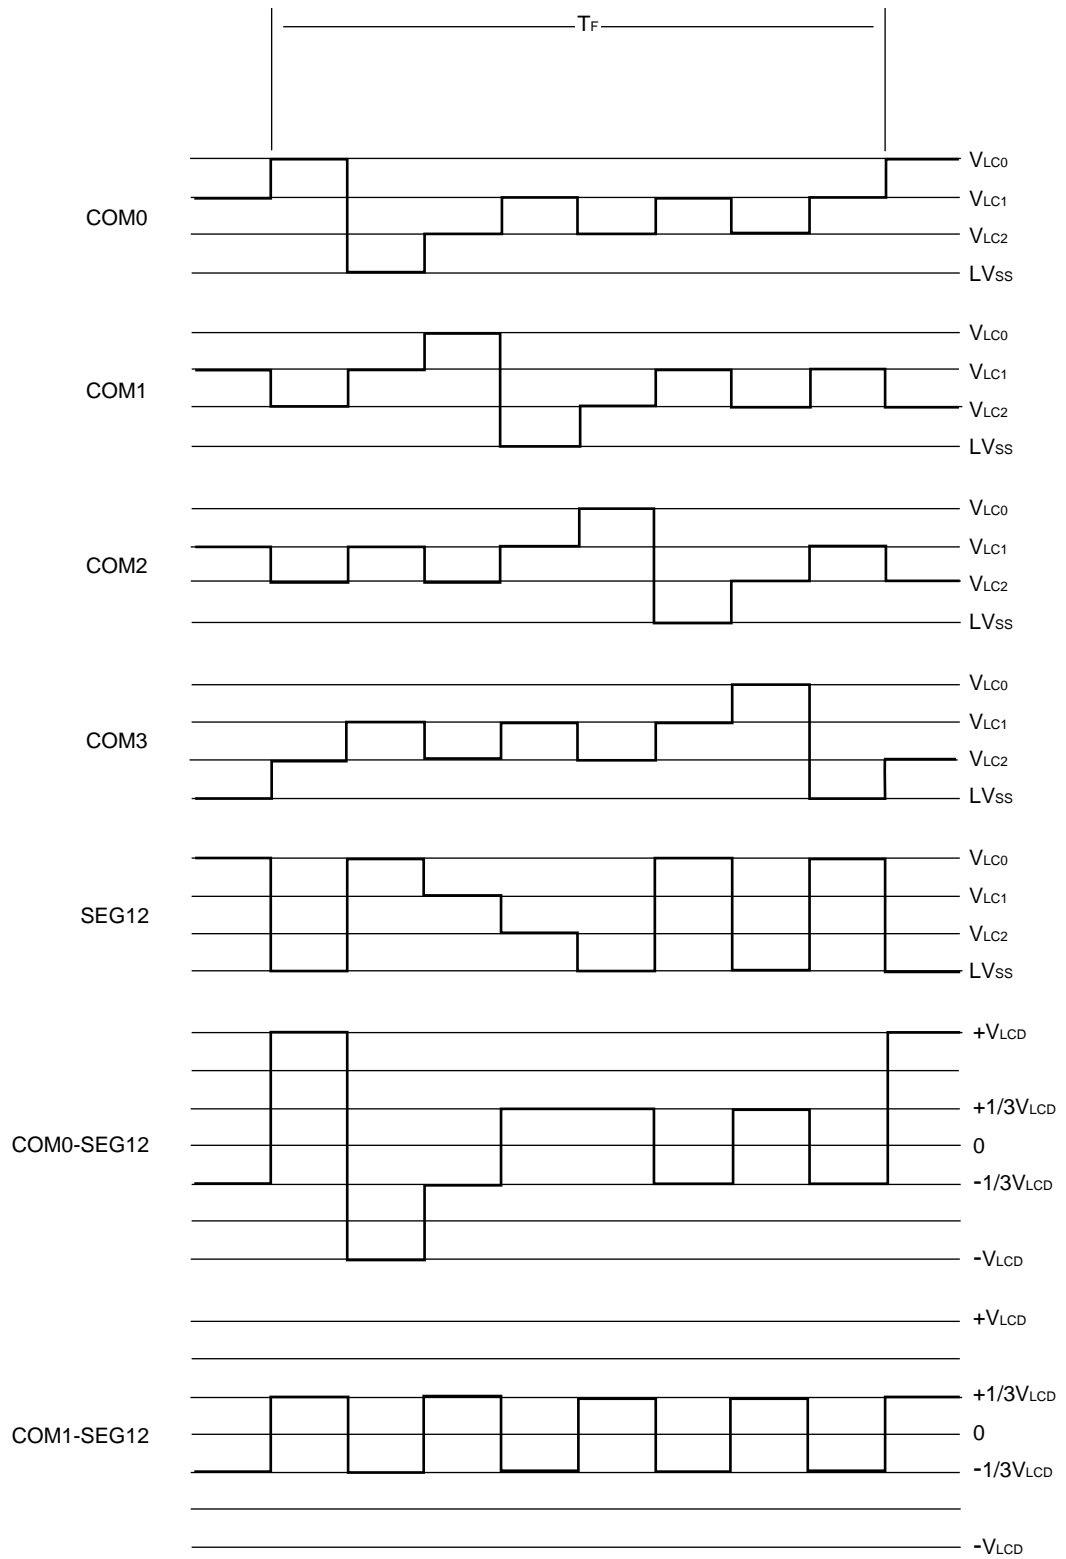 TF
VLC0
VLC1
COM0
VLC2
LVSS
VLC0
VLC1
COM1
VLC2
LVSS
VLC0
VLC1
COM2
VLC2
LVSS
VLC0
VLC1
COM3
VLC2
LVSS
VLC0
VLC1
SEG12
VLC2
LVSS
+VLCD
+1/3VLCD
COM0-SEG12
0
-1/3VLCD
-VLCD
+VLCD
+1/3VLCD
COM1-SEG12
0
-1/3VLCD
-VLCD